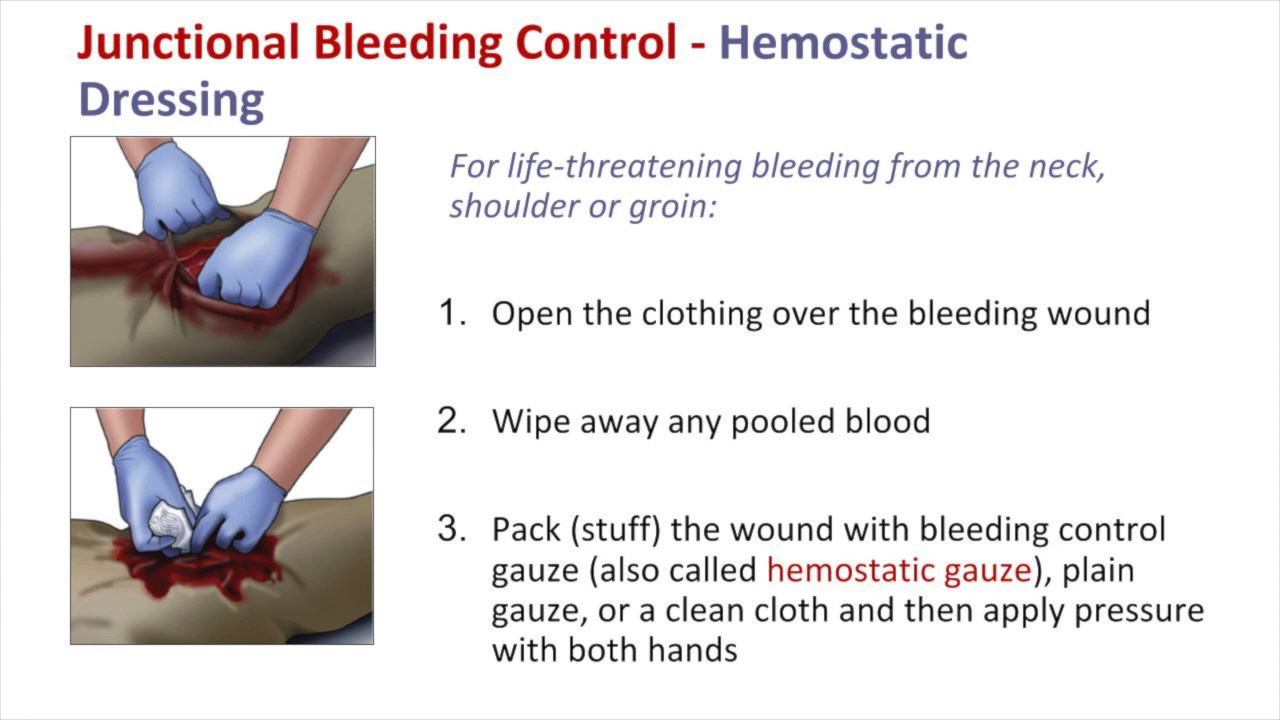 Junctional Bleeding Control - Hemostatic
Dressing
For life-threatening bleeding from the neck,
shoulder or groin:
1. Open the clothing over the bleeding wound
2. Wipe away any pooled blood
3. Pack (stuff) the wound with bleeding control
gauze (also called hemostatic gauze), plain
gauze, or a clean cloth and then apply pressure
with both hands